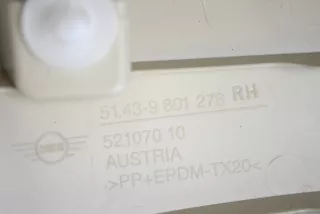 51.43-9 801 278 RH
521070 10
AUSTRIA
>PP+EPDM-TX20<